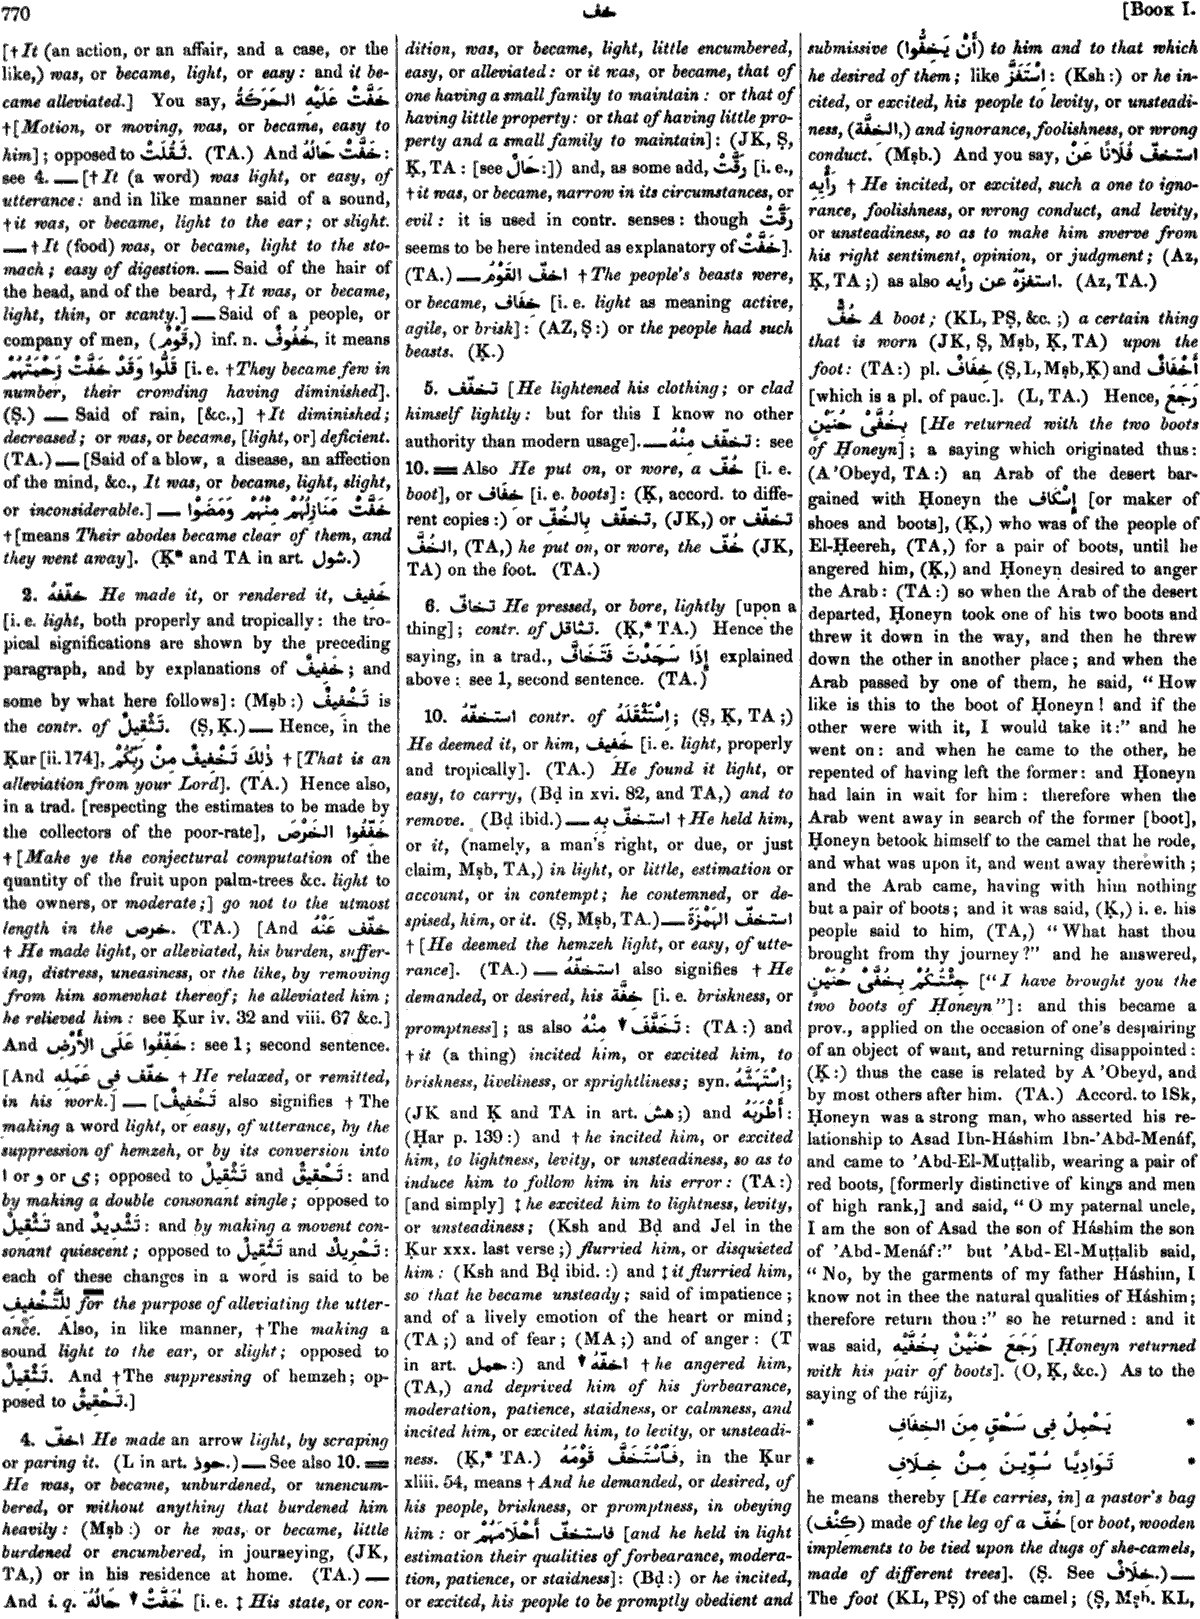 770
خف
[Book I.
[† It (an action, or an affair, and a case, or the
like,) was, or became, light, or easy: and it be-
came alleviated.] You say, خَفَّتْ عَلَيْهِ الحَرَكَةُ
†[Motion, or moving, was, or became, easy to
him]; opposed to ثَقُلَتْ. (TA.) And خَفَّتْ حَالُهُ:
see 4. — [† It (a word) was light, or easy, of
utterance: and in like manner said of a sound,
† it was, or became, light to the ear; or slight.
— † It (food) was, or became, light to the sto-
mach; easy of digestion. — Said of the hair of
the head, and of the beard, † It was, or became,
light, thin, or scanty.] — Said of a people, or
company of men, (قَوْمٌ,) inf. n. خُفُوفٌ, it means
قَلُّوا وَقَدْ خَفَّتْ زَحْمَتُهُمْ [i. e. † They became few in
number, their crowding having diminished].
(Ṣ.) — Said of rain, [&c.,] † It diminished;
decreased; or was, or became, [light, or] deficient.
(TA.) — [Said of a blow, a disease, an affection
of the mind, &c., It was, or became, light, slight,
or inconsiderable.] — خَفَّتْ مَنَازِلُهُمْ مِنْهُمْ وَمَضَوْا
†[means Their abodes became clear of them, and
they went away]. (Ḳ* and TA in art. شول.)
2. خفّفهُ He made it, or rendered it, خَفِيف
[i. e. light, both properly and tropically: the tro-
pical significations are shown by the preceding
paragraph, and by explanations of خَفِيفٌ; and
some by what here follows]: (Mṣb:) تَخْفِيفٌ is
the contr. of تَثْقِيلٌ. (Ṣ, Ḳ.) — Hence, in the
Ḳur [ii. 174], ذٰلِكَ تَخْفِيفٌ مِنْ رَبِّكُمْ † [That is an
alleviation from your Lord]. (TA.) Hence also,
in a trad. [respecting the estimates to be made by
the collectors of the poor-rate], خَفِّفُوا الخَرْصَ
† [Make ye the conjectural computation of the
quantity of the fruit upon palm-trees &c. light to
the owners, or moderate;] go not to the utmost
length in the خرص. (TA.) [And خفّف عَنْهُ
† He made light, or alleviated, his burden, suffer-
ing, distress, uneasiness, or the like, by removing
from him somewhat thereof; he alleviated him;
he relieved him: see Ḳur iv. 32 and viii. 67 &c.]
And خَفِّفُوا عَلَى الأَرْضِ: see 1; second sentence.
[And خفّف فِى عَمَلِهِ † He relaxed, or remitted,
in his work.] — [تَخْفِيفٌ also signifies † The
making a word light, or easy, of utterance, by the
suppression of hemzeh, or by its conversion into
ا or و or ى; opposed to تَثْقِيلٌ and تَحْقِيقٌ: and
by making a double consonant single; opposed to
تَثْقِيلٌ and تَشْدِيدٌ: and by making a movent con-
sonant quiescent; opposed to تَثْقِيلٌ and تَحْرِيكٌ:
each of these changes in a word is said to be
لِلتَّخْفِيفِ for the purpose of alleviating the utter-
ance. Also, in like manner, † The making a
sound light to the ear, or slight; opposed to
تَثْقِيلٌ. And † The suppressing of hemzeh; op-
posed to تَحْقِيقٌ.]
4. اخفّ He made an arrow light, by scraping
or paring it. (L in art. حوذ.) — See also 10. ══
He was, or became, unburdened, or unencum-
bered, or without anything that burdened him
heavily: (Mṣb:) or he was, or became, little
burdened or encumbered, in journeying, (JK,
TA,) or in his residence at home. (TA.) —
And i. q. خَفَّتْ ▼ حَالُهُ [i. e. ‡ His state, or con-
dition, was, or became, light, little encumbered,
easy, or alleviated: or it was, or became, that of
one having a small family to maintain: or that of
having little property: or that of having little pro-
perty and a small family to maintain]: (JK, Ṣ,
Ḳ, TA: [see حَالٌ:]) and, as some add, رَقَّتْ [i. e.,
† it was, or became, narrow in its circumstances, or
evil: it is used in contr. senses: though رَقَّتْ
seems to be here intended as explanatory of خَفَّتْ].
(TA.) — اخفّ القَوْمُ † The people's beasts were,
or became, خِفَاف [i. e. light as meaning active,
agile, or brisk]: (AZ, Ṣ:) or the people had such
beasts. (Ḳ.)
5. تخفّف [He lightened his clothing; or clad
himself lightly: but for this I know no other
authority than modern usage]. — تخفّف مِنْهُ: see
10. ══ Also He put on, or wore, a خُفّ [i. e.
boot], or خِفَاف [i. e. boots]: (Ḳ, accord. to diffe-
rent copies:) or تخفّف بِالخُفِّ, (JK,) or تخفّف
الخُفَّ, (TA,) he put on, or wore, the خُفّ (JK,
TA) on the foot. (TA.)
6. تخافّ He pressed, or bore, lightly [upon a
thing]; contr. of تثاقل. (Ḳ,* TA.) Hence the
saying, in a trad., إِذَا سَجَدْتَ فَتَخَافَّ explained
above: see 1, second sentence. (TA.)
10. استخفّهُ contr. of اِسْتَثْقَلَهُ; (Ṣ, Ḳ, TA;)
He deemed it, or him, خَفِيف [i. e. light, properly
and tropically]. (TA.) He found it light, or
easy, to carry, (Bḍ in xvi. 82, and TA,) and to
remove. (Bḍ ibid.) — استخفّ به † He held him,
or it, (namely, a man's right, or due, or just
claim, Mṣb, TA,) in light, or little, estimation or
account, or in contempt; he contemned, or de-
spised, him, or it. (Ṣ, Mṣb, TA.) — استخفّ الهَمْزَةَ
† [He deemed the hemzeh light, or easy, of utte-
rance]. (TA.) — استخفّهُ also signifies † He
demanded, or desired, his خِفَّة [i. e. briskness, or
promptness]; as also تَخَفَّفَ ▼ مِنْهُ: (TA:) and
† it (a thing) incited him, or excited him, to
briskness, liveliness, or sprightliness; syn. اِسْتَهَشَّهُ;
(JK and Ḳ and TA in art. هش;) and أَطْرَبَهُ:
(Ḥar p. 139:) and † he incited him, or excited
him, to lightness, levity, or unsteadiness, so as to
induce him to follow him in his error: (TA:)
[and simply] ‡ he excited him to lightness, levity,
or unsteadiness; (Ksh and Bḍ and Jel in the
Ḳur xxx. last verse;) flurried him, or disquieted
him: (Ksh and Bḍ ibid.:) and ‡ it flurried him,
so that he became unsteady; said of impatience;
and of a lively emotion of the heart or mind;
(TA;) and of fear; (MA;) and of anger: (T
in art. حمل:) and اخفّهُ ▼ † he angered him,
(TA,) and deprived him of his forbearance,
moderation, patience, staidness, or calmness, and
incited him, or excited him, to levity, or unsteadi-
ness. (Ḳ,* TA.) فَٱسْتَخَفَّ قَوْمَهُ, in the Ḳur
xliii. 54, means † And he demanded, or desired, of
his people, briskness, or promptness, in obeying
him: or فاستخفّ أَحْلَامَهُمْ [and he held in light
estimation their qualities of forbearance, modera-
tion, patience, or staidness]: (Bḍ:) or he incited,
or excited, his people to be promptly obedient and
submissive (أَنْ يَخِفُّوا) to him and to that which
he desired of them; like اِسْتَفَزَّ: (Ksh:) or he in-
cited, or excited, his people to levity, or unsteadi-
ness, (الخِفَّة,) and ignorance, foolishness, or wrong
conduct. (Mṣb.) And you say, استخفّ فُلَانًا عَنْ
رَأْيِهِ † He incited, or excited, such a one to igno-
rance, foolishness, or wrong conduct, and levity,
or unsteadiness, so as to make him swerve from
his right sentiment, opinion, or judgment; (Az,
Ḳ, TA;) as also استفزّهُ عن رأيه. (Az, TA.)
خُفٌّ A boot; (KL, PṢ, &c.;) a certain thing
that is worn (JK, Ṣ, Mṣb, Ḳ, TA) upon the
foot: (TA:) pl. خِفَافٌ (Ṣ, L, Mṣb, Ḳ) and أَخْفَافٌ
[which is a pl. of pauc.]. (L, TA.) Hence, رَجَعَ
بِخُفَّىْ حُنَيْنٍ [He returned with the two boots
of Ḥoneyn]; a saying which originated thus:
(A 'Obeyd, TA:) an Arab of the desert bar-
gained with Ḥoneyn the إِسْكَاف [or maker of
shoes and boots], (Ḳ,) who was of the people of
El-Ḥeereh, (TA,) for a pair of boots, until he
angered him, (Ḳ,) and Ḥoneyn desired to anger
the Arab: (TA:) so when the Arab of the desert
departed, Ḥoneyn took one of his two boots and
threw it down in the way, and then he threw
down the other in another place; and when the
Arab passed by one of them, he said, “How
like is this to the boot of Ḥoneyn! and if the
other were with it, I would take it:” and he
went on: and when he came to the other, he
repented of having left the former: and Ḥoneyn
had lain in wait for him: therefore when the
Arab went away in search of the former [boot],
Ḥoneyn betook himself to the camel that he rode,
and what was upon it, and went away therewith;
and the Arab came, having with him nothing
but a pair of boots; and it was said, (Ḳ,) i. e. his
people said to him, (TA,) “What hast thou
brought from thy journey?” and he answered,
جِئْتُكُمْ بِخُفَّىْ حُنَيْنٍ [“I have brought you the
two boots of Ḥoneyn”]: and this became a
prov., applied on the occasion of one's despairing
of an object of want, and returning disappointed:
(Ḳ:) thus the case is related by A 'Obeyd, and
by most others after him. (TA.) Accord. to ISk,
Ḥoneyn was a strong man, who asserted his re-
lationship to Asad Ibn-Háshim Ibn-'Abd-Menáf,
and came to 'Abd-El-Muṭṭalib, wearing a pair of
red boots, [formerly distinctive of kings and men
of high rank,] and said, “O my paternal uncle,
I am the son of Asad the son of Háshim the son
of 'Abd-Menáf:” but 'Abd-El-Muṭṭalib said,
“No, by the garments of my father Háshim, I
know not in thee the natural qualities of Háshim;
therefore return thou:” so he returned: and it
was said, رَجَعَ حُنَيْنٌ بِخُفَّيْهِ [Ḥoneyn returned
with his pair of boots]. (O, Ḳ, &c.) As to the
saying of the rájiz,
* يَحْمِلُ فِى سَحْقٍ مِنَ الخِفَافِ *
* تَوَادِيًا سُوِّينَ مِنْ خِلَافِ *
he means thereby [He carries, in] a pastor's bag
(كِنْف) made of the leg of a خُفّ [or boot, wooden
implements to be tied upon the dugs of she-camels,
made of different trees]. (Ṣ. See خِلَافٌ.) —
The foot (KL, PṢ) of the camel; (Ṣ, Mṣb, KL,